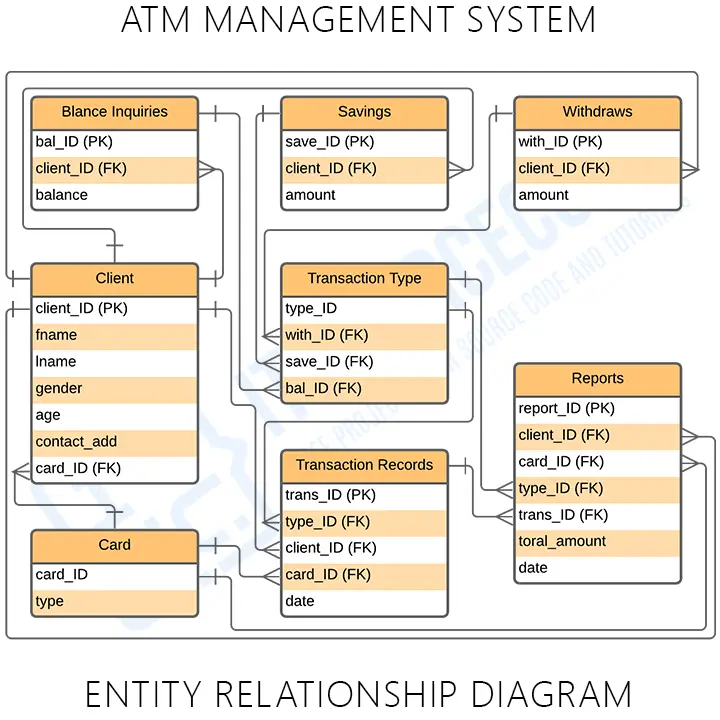 ATM MANAGEMENT SYSTEM
Blance Inquiries
bal_ID (PK)
client_ID (FK)
balance
Savings
save_ID (PK)
client_ID (FK)
amount
Withdraws
with_ID (PK)
client_ID (FK)
amount
Client
client_ID (PK)
fname
lname
gender
age
contact_add
card_ID (FK)
Transaction Type
type_ID
with_ID (FK)
save_ID (FK)
bal_ID (FK)
Reports
report_ID (PK)
client_ID (FK)
card_ID (FK)
type_ID (FK)
trans_ID (FK)
toral_amount
date
Transaction Records
trans_ID (PK)
type_ID (FK)
client_ID (FK)
card_ID (FK)
date
Card
card_ID
type
ENTITY RELATIONSHIP DIAGRAM